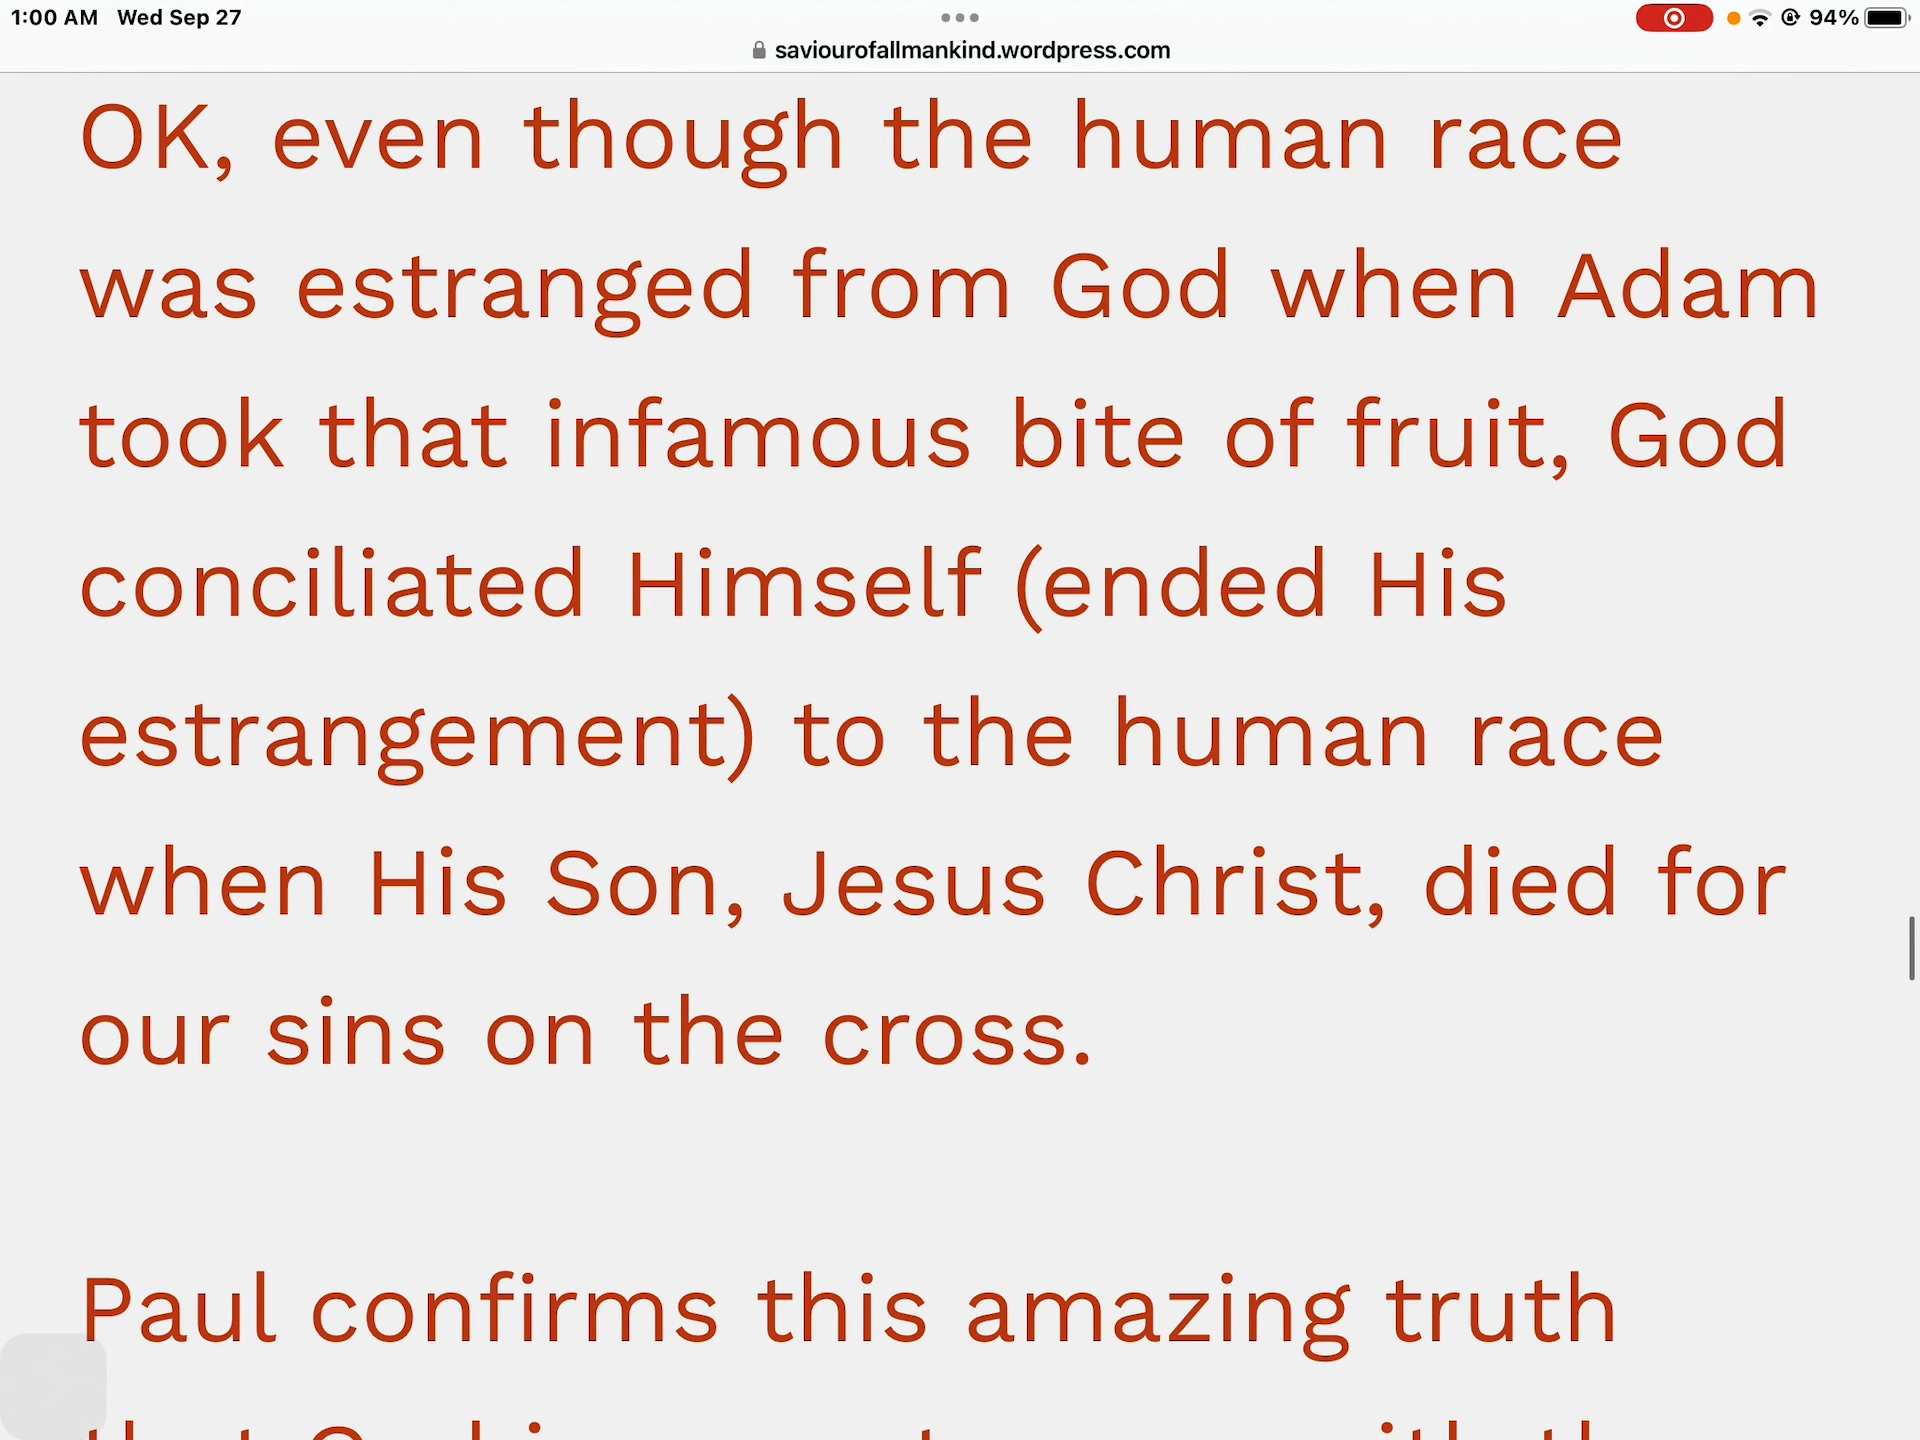 1:00 AM Wed Sep 27
94%
saviourofallmankind.wordpress.com
OK, even though the human race
was estranged from God when Adam
took that infamous bite of fruit, God
conciliated Himself (ended His
estrangement) to the human race
when His Son, Jesus Christ, died for
our sins on the cross.
Paul confirms this amazing truth